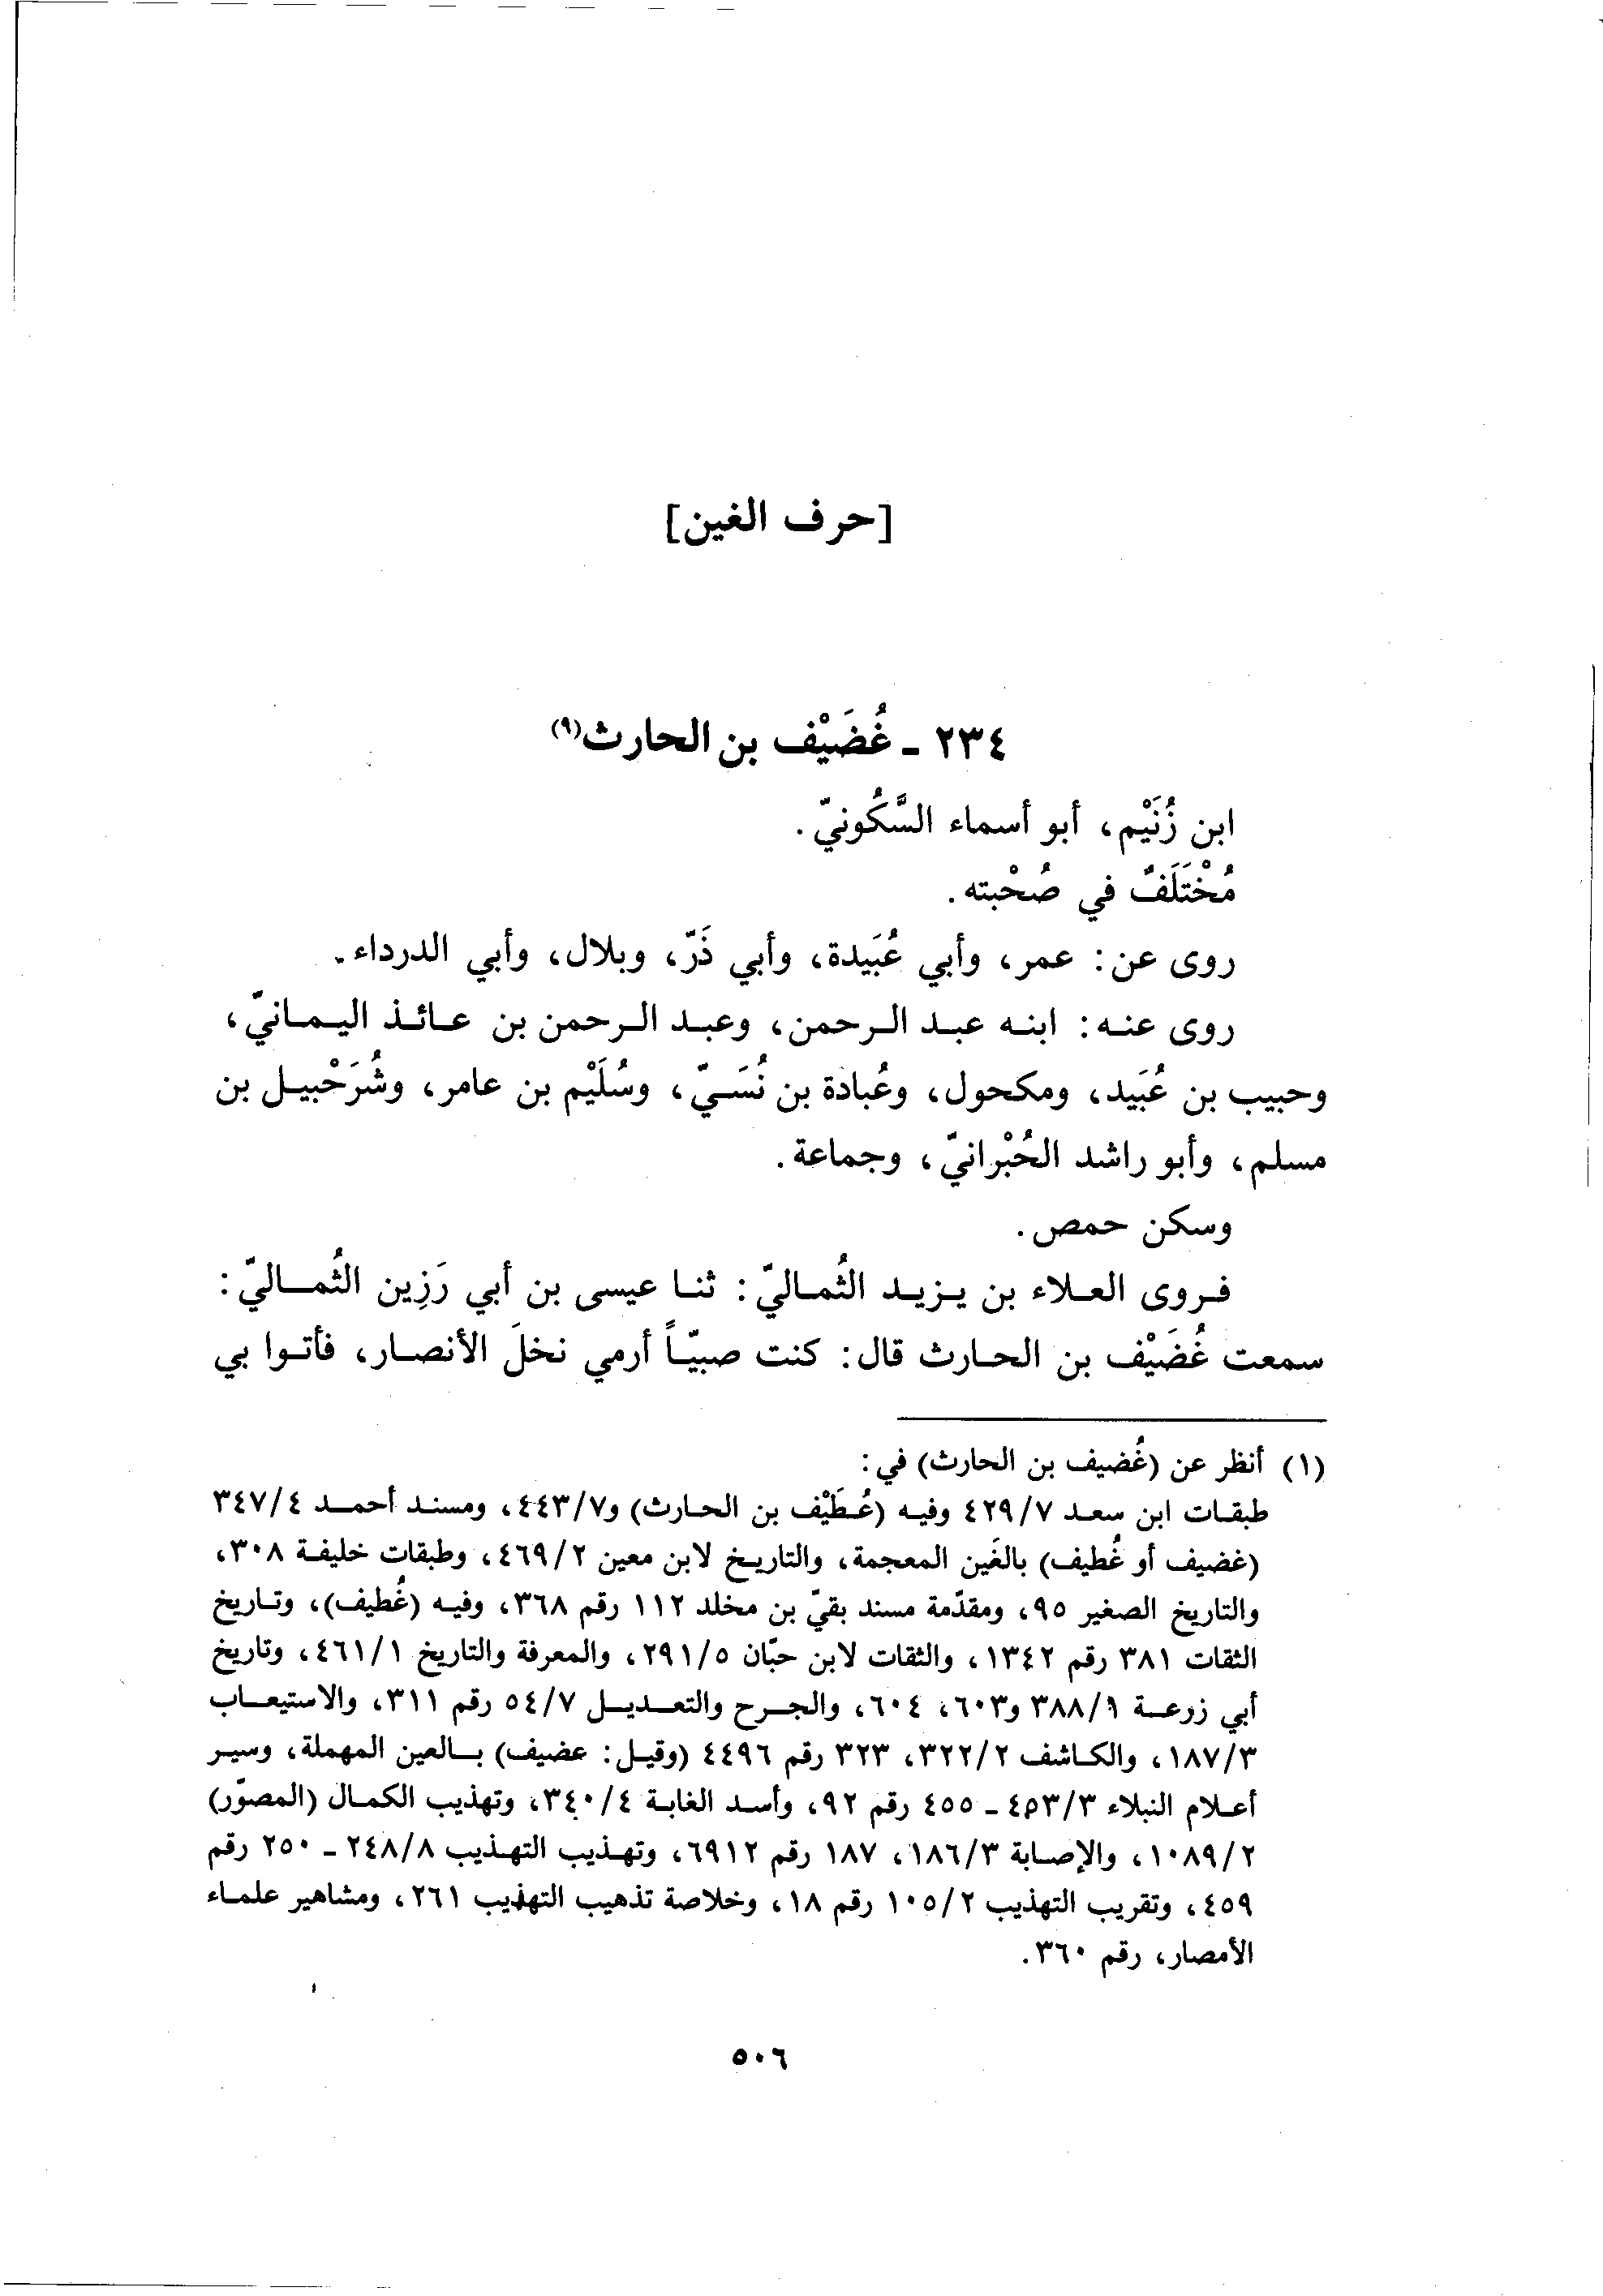 [حرف الغين]
٢٣٤ - غُضَيْف بن الحارث(٩)
ابن زُنَيْم، أبو أسماء السَّكُونيّ.
مُخْتَلَفٌ في صُحْبته.
روى عن: عمر، وأبي عُبَيدة، وأبي ذَرّ، وبلال، وأبي الدرداء.
روى عنه: ابنه عبد الرحمن، وعبد الرحمن بن عائذ اليماني،
وحبيب بن عُبَيد، ومكحول، وعُبادة بن نُسَيّ، وسُلَيْم بن عامر، وشُرَحْبيل بن
مسلم، وأبو راشد الحُبْرانيّ، وجماعة.
وسكن حمص.
فروى العلاء بن يزيد الثُماليّ: ثنا عيسى بن أبي رَزِين الثُماليّ:
سمعت غُضَيْف بن الحارث قال: كنت صبيّاً أرمي نخلَ الأنصار، فأتوا بي
(١) أنظر عن (غُضيف بن الحارث) في:
طبقات ابن سعد ٤٢٩/٧ وفيه (عُطَيْف بن الحارث) و٤٤٣/٧، ومسند أحمد ٣٤٧/٤
(غضيف أو غُطيف) بالغَين المعجمة، والتاريخ لابن معين ٤٦٩/٢، وطبقات خليفة ٣٠٨،
والتاريخ الصغير ٩٥، ومقدّمة مسند بقيّ بن مخلد ١١٢ رقم ٣٦٨، وفيه (غُطيف)، وتاريخ
الثقات ٣٨١ رقم ١٣٤٢، والثقات لابن حبّان ٢٩١/٥، والمعرفة والتاريخ ٤٦١/١، وتاريخ
أبي زرعة ٣٨٨/١ و٦٠٣، ٦٠٤، والجرح والتعديل ٥٤/٧ رقم ٣١١، والاستيعاب
١٨٧/٣، والكاشف ٣٢٢/٢، ٣٢٣ رقم ٤٤٩٦ (وقيل: عضيف) بالعين المهملة، وسير
أعلام النبلاء ٤٥٣/٣ - ٤٥٥ رقم ٩٢، وأسد الغابة ٣٤٠/٤، وتهذيب الكمال (المصوّر)
١٠٨٩/٢، والإصابة ١٨٦/٣، ١٨٧ رقم ٦٩١٢، وتهذيب التهذيب ٢٤٨/٨ - ٢٥٠ رقم
٤٥٩، وتقريب التهذيب ١٠٥/٢ رقم ١٨، وخلاصة تذهيب التهذيب ٢٦١، ومشاهير علماء
الأمصار، رقم ٣٦٠.
٥٠٦